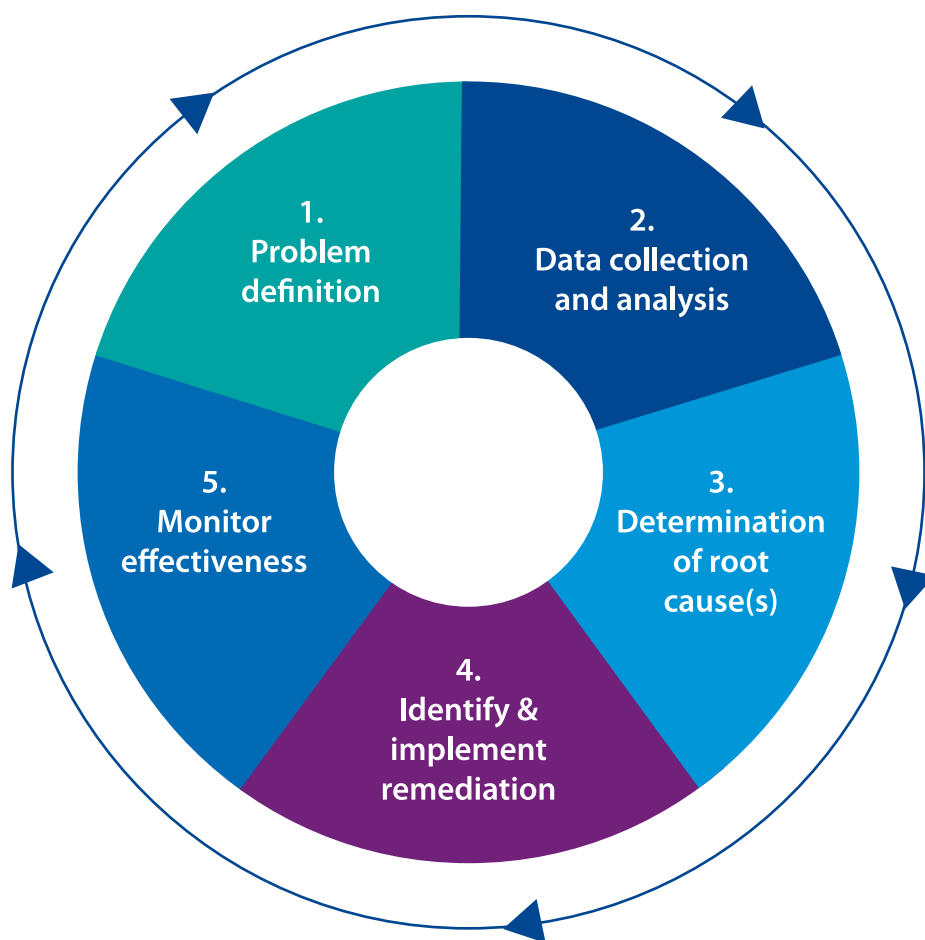 1.
Problem
definition
2.
Data collection
and analysis
3.
Determination
of root
cause(s)
4.
Identify &
implement
remediation
5.
Monitor
effectiveness